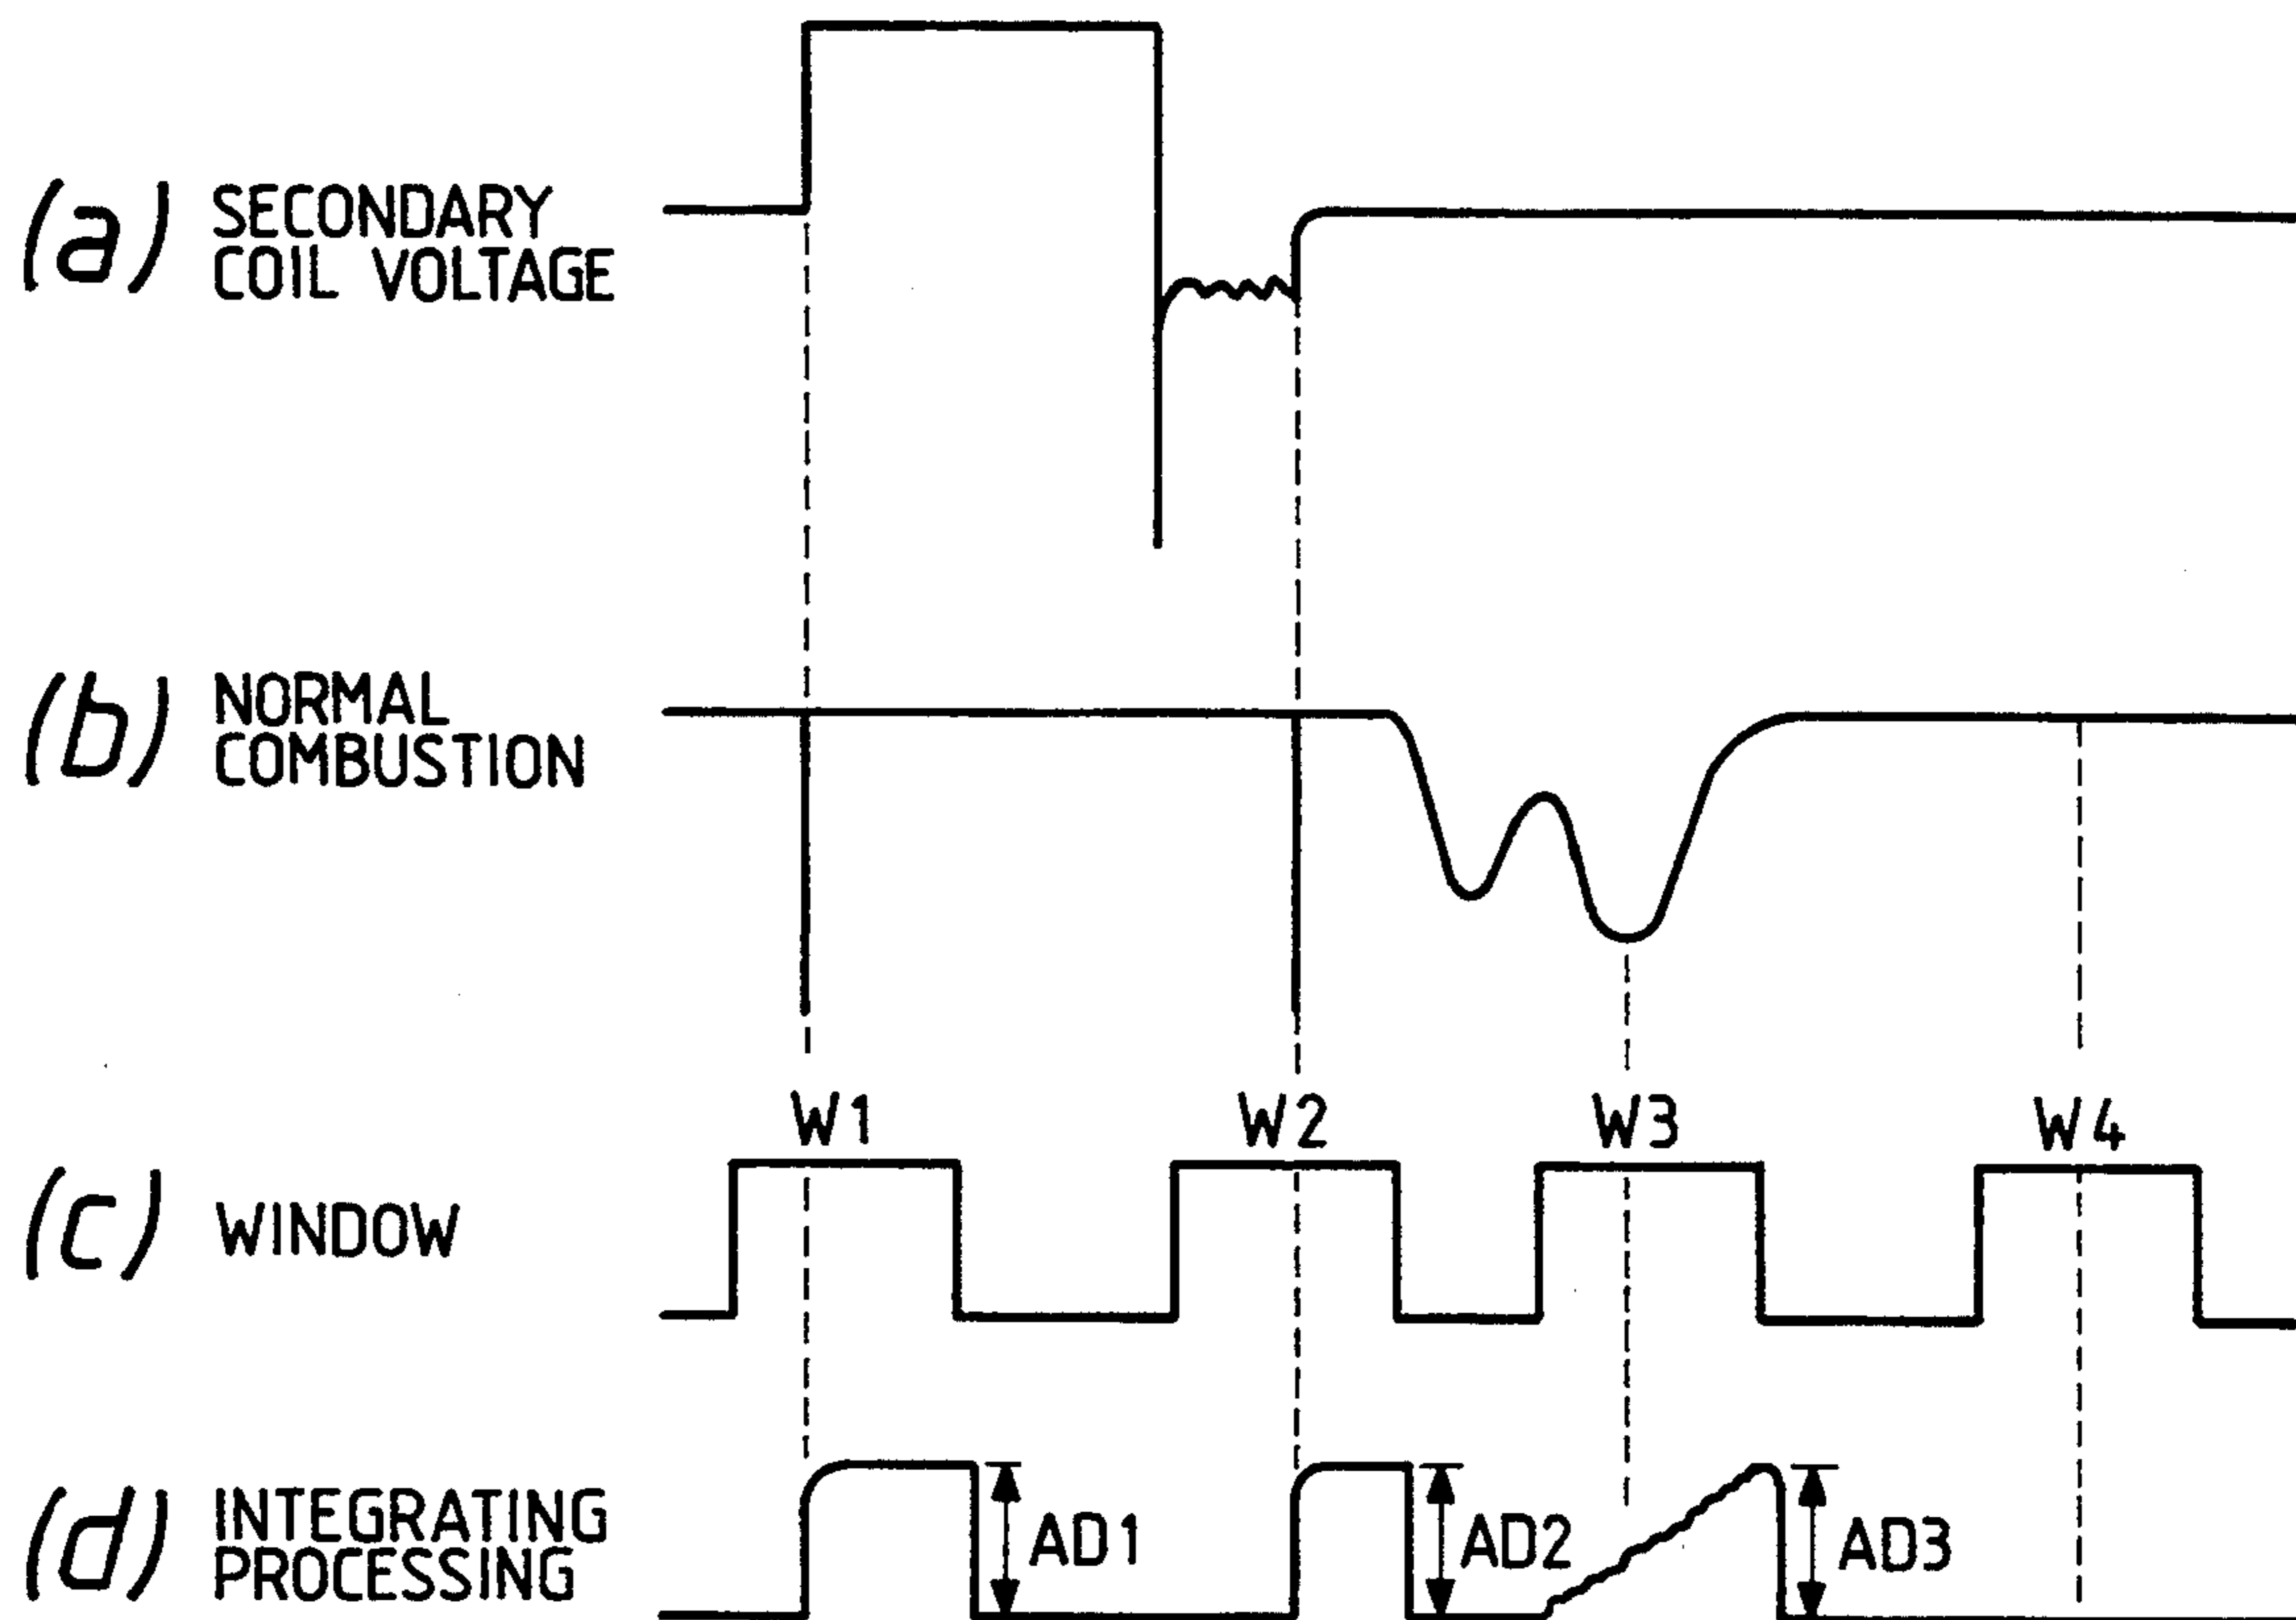 (a) SECONDARY
COIL VOLTAGE
(b) NORMAL
COMBUSTION
W1 W2 W3 W4
(c) WINDOW
(d) INTEGRATING
PROCESSING
AD1 AD2 AD3